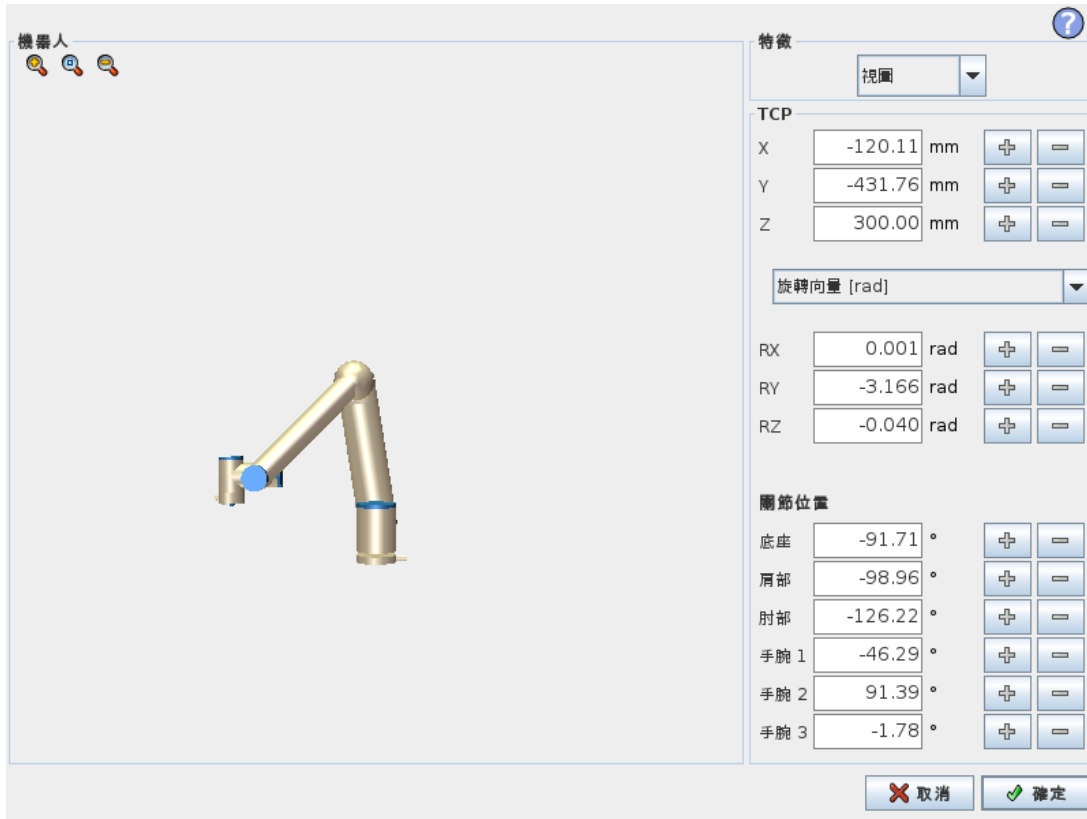 機器人
特徵
視圖
TCP
X -120.11 mm
Y -431.76 mm
Z 300.00 mm
旋轉向量 [rad]
RX 0.001 rad
RY -3.166 rad
RZ -0.040 rad
關節位置
底座 -91.71 °
肩部 -98.96 °
肘部 -126.22 °
手腕 1 -46.29 °
手腕 2 91.39 °
手腕 3 -1.78 °
取消
確定